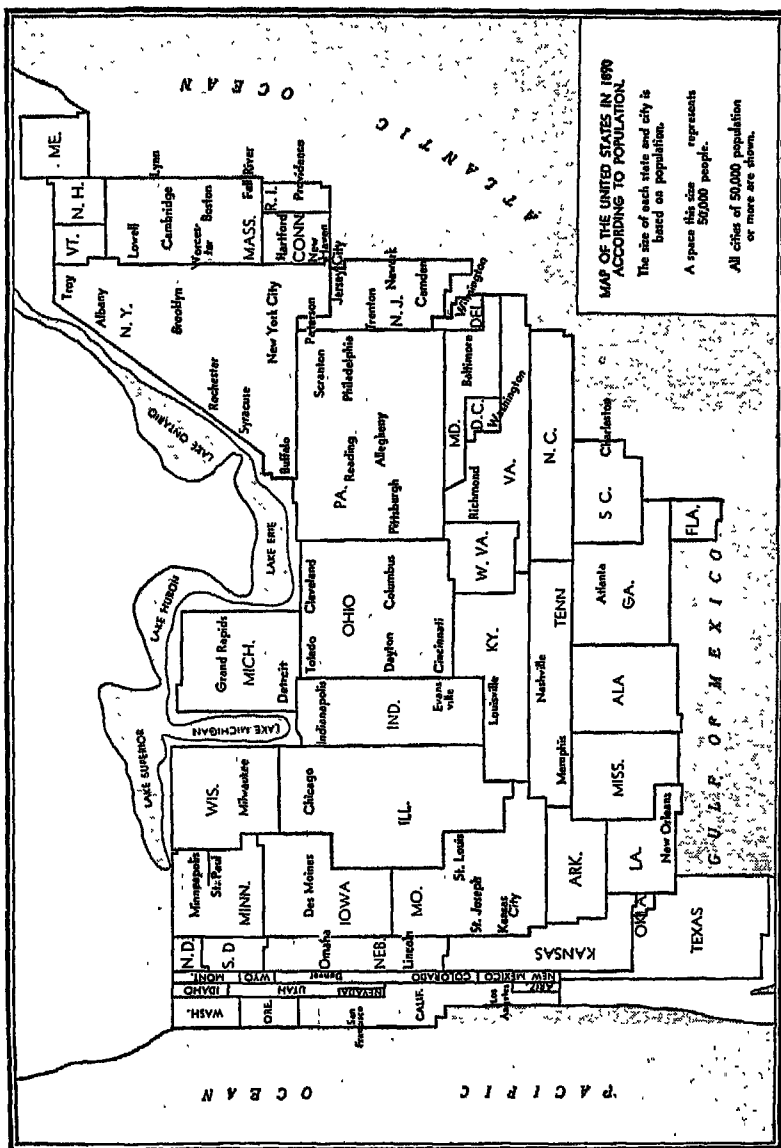 MAP OF THE UNITED STATES IN 1890
ACCORDING TO POPULATION.
The size of each state and city is
based on population.
A space this size represents
50,000 people.
All cities of 50,000 population
or more are shown.
PACIFIC
OCEAN
WASH.
ORE.
San
Francisco
CALIF.
Los
Angeles
IDAHO
UTAH
NEVADA
ARIZ.
MONT.
WYO
Denver
COLORADO
NEW MEXICO
N.D.
S. D
Omaha
NEB.
Lincoln
KANSAS
OKLA
TEXAS
Minneapolis
St. Paul
MINN.
Des Moines
IOWA
MO.
St. Louis
St. Joseph
Kansas
City
ARK.
LA.
New Orleans
LAKE SUPERIOR
WIS.
Milwaukee
Chicago
ILL.
LAKE MICHIGAN
Grand Rapids
MICH.
Detroit
LAKE HURON
LAKE ERIE
LAKE ONTARIO
Indianapolis
IND.
Evans
ville
Toledo
Cleveland
OHIO
Dayton
Columbus
Cincinnati
Louisville
KY.
W. VA.
Nashville
TENN
Memphis
MISS.
ALA
Atlanta
GA.
FLA.
S C.
Charleston
N. C.
Richmond
VA.
MD.
D.C.
Washington
Baltimore
DEL
Wilmington
PA.
Scranton
Philadelphia
Reading
Allegheny
Pittsburgh
Paterson
Jersey City
Trenton
N. J.
Newark
Camden
Troy
Albany
N. Y.
Brooklyn
Rochester
New York City
Syracuse
Buffalo
VT.
N. H.
ME.
Lowell
Lynn
Cambridge
Worces
ter
Boston
MASS.
Fall River
Hartford
CONN
New
Haven
R. I.
Providence
ATLANTIC
OCEAN
GULF OF MEXICO